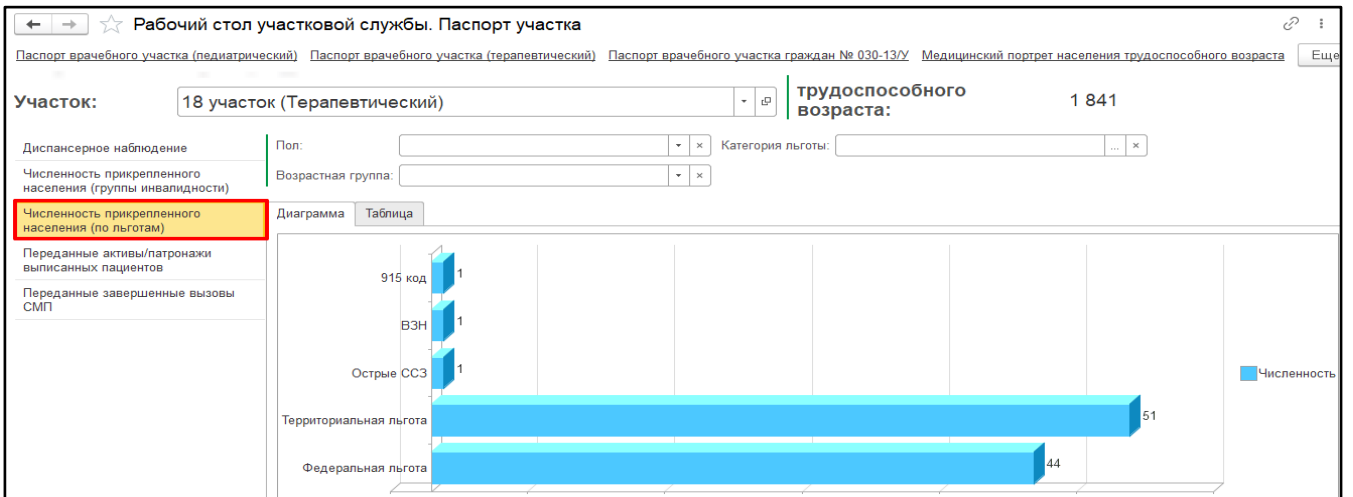 Рабочий стол участковой службы. Паспорт участка
Паспорт врачебного участка (педиатрический) Паспорт врачебного участка (терапевтический) Паспорт врачебного участка граждан № 030-13/У Медицинский портрет населения трудоспособного возраста Еще
Участок: 18 участок (Терапевтический)
трудоспособного
возраста: 1 841
Диспансерное наблюдение
Численность прикрепленного
населения (группы инвалидности)
Численность прикрепленного
населения (по льготам)
Переданные активы/патронажи
выписанных пациентов
Переданные завершенные вызовы
СМП
Пол: Категория льготы:
Возрастная группа:
Диаграмма Таблица
915 код 1
ВЗН 1
Острые ССЗ 1
Территориальная льгота 51
Федеральная льгота 44
Численность